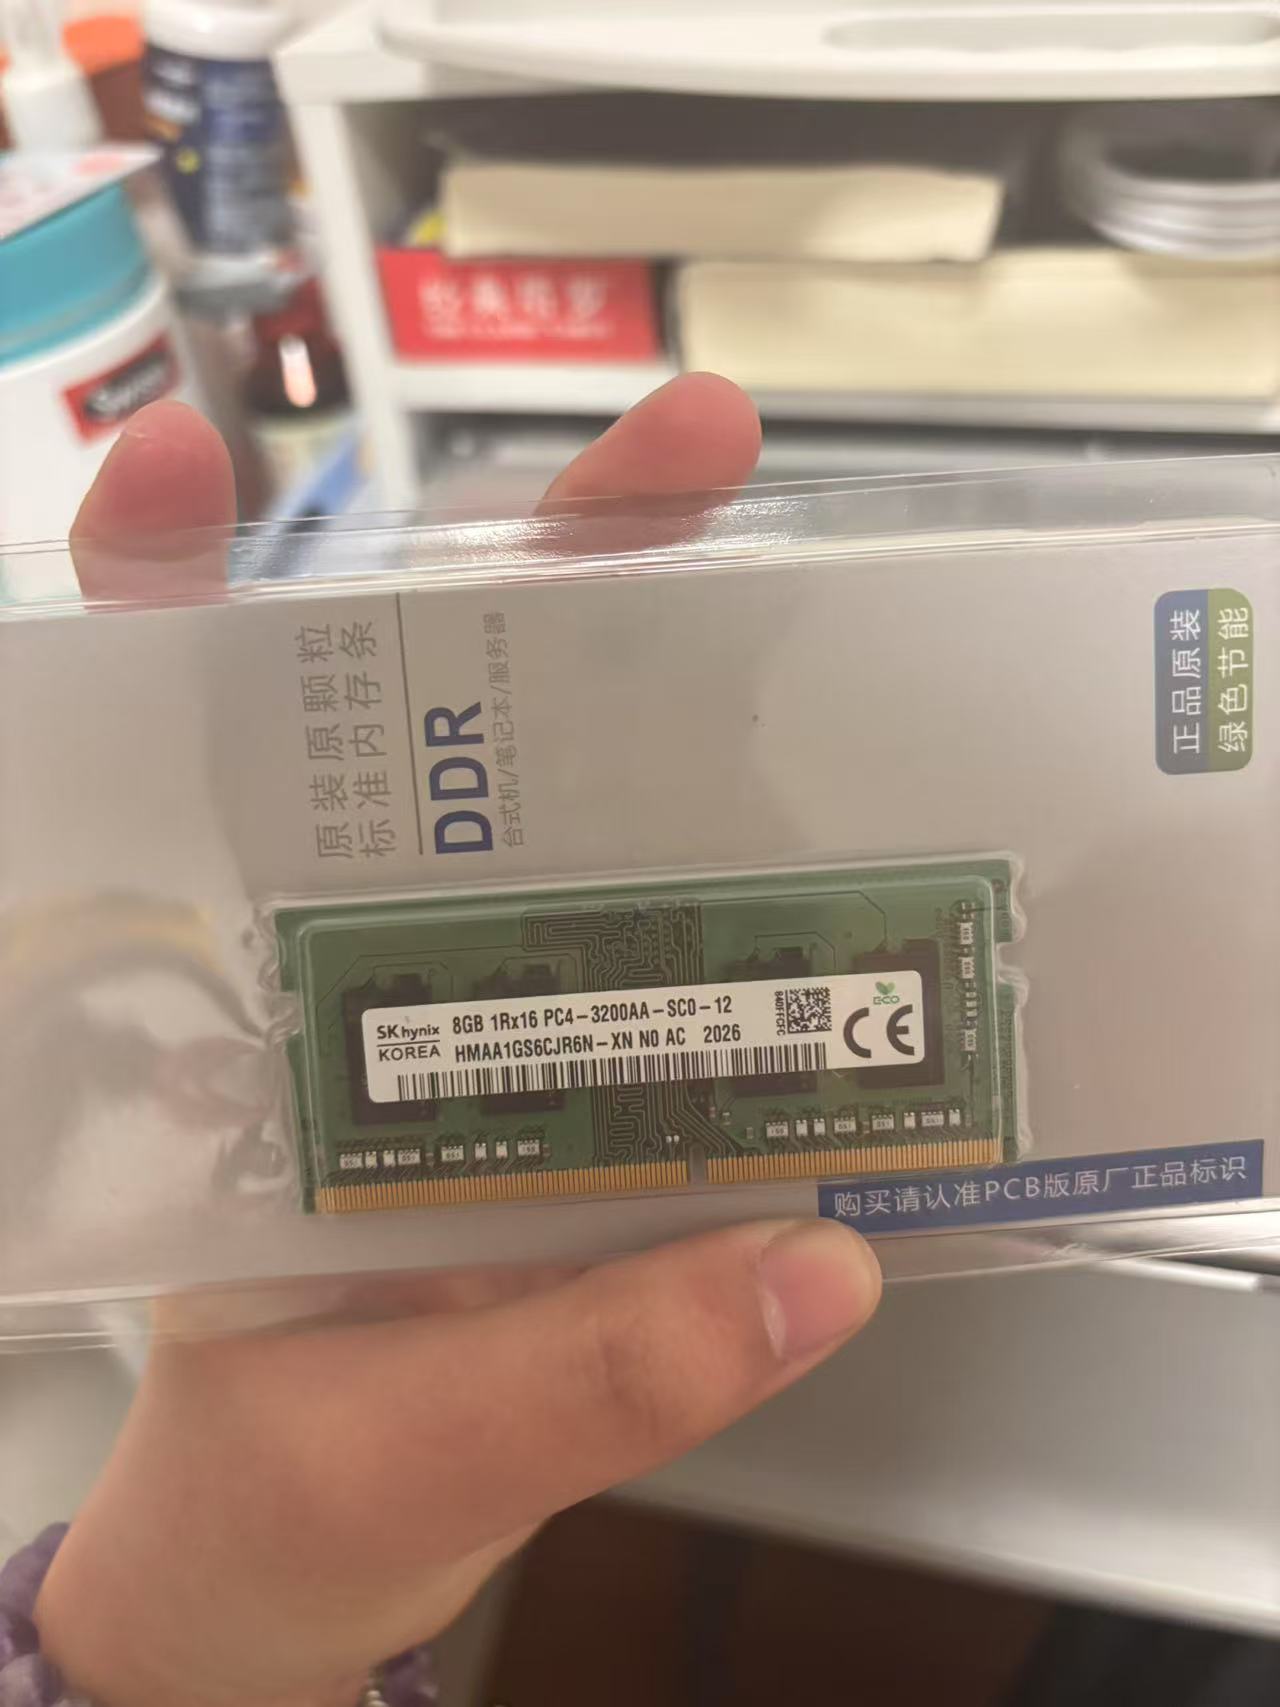 原装原颗粒
标准内存条
DDR
台式机/笔记本/服务器
正品原装
绿色节能
SK hynix
KOREA
8GB 1Rx16 PC4-3200AA-SC0-12
HMAA1GS6CJR6N-XN N0 AC 2026
840FFCFC
ECO
CE
购买请认准PCB版原厂正品标识